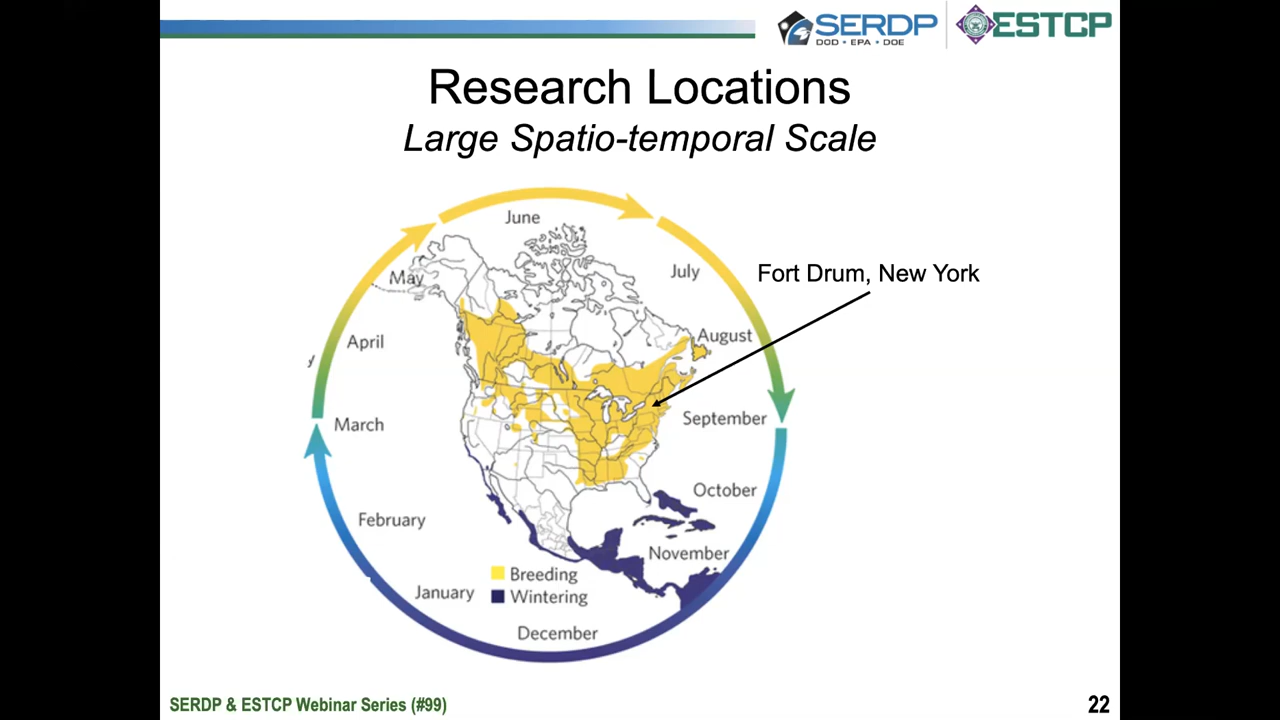 SERDP
DOD • EPA • DOE
ESTCP
Research Locations
Large Spatio-temporal Scale
June
May
July
Fort Drum, New York
April
August
y
March
September
February
October
November
January
December
Breeding
Wintering
SERDP & ESTCP Webinar Series (#99)
22